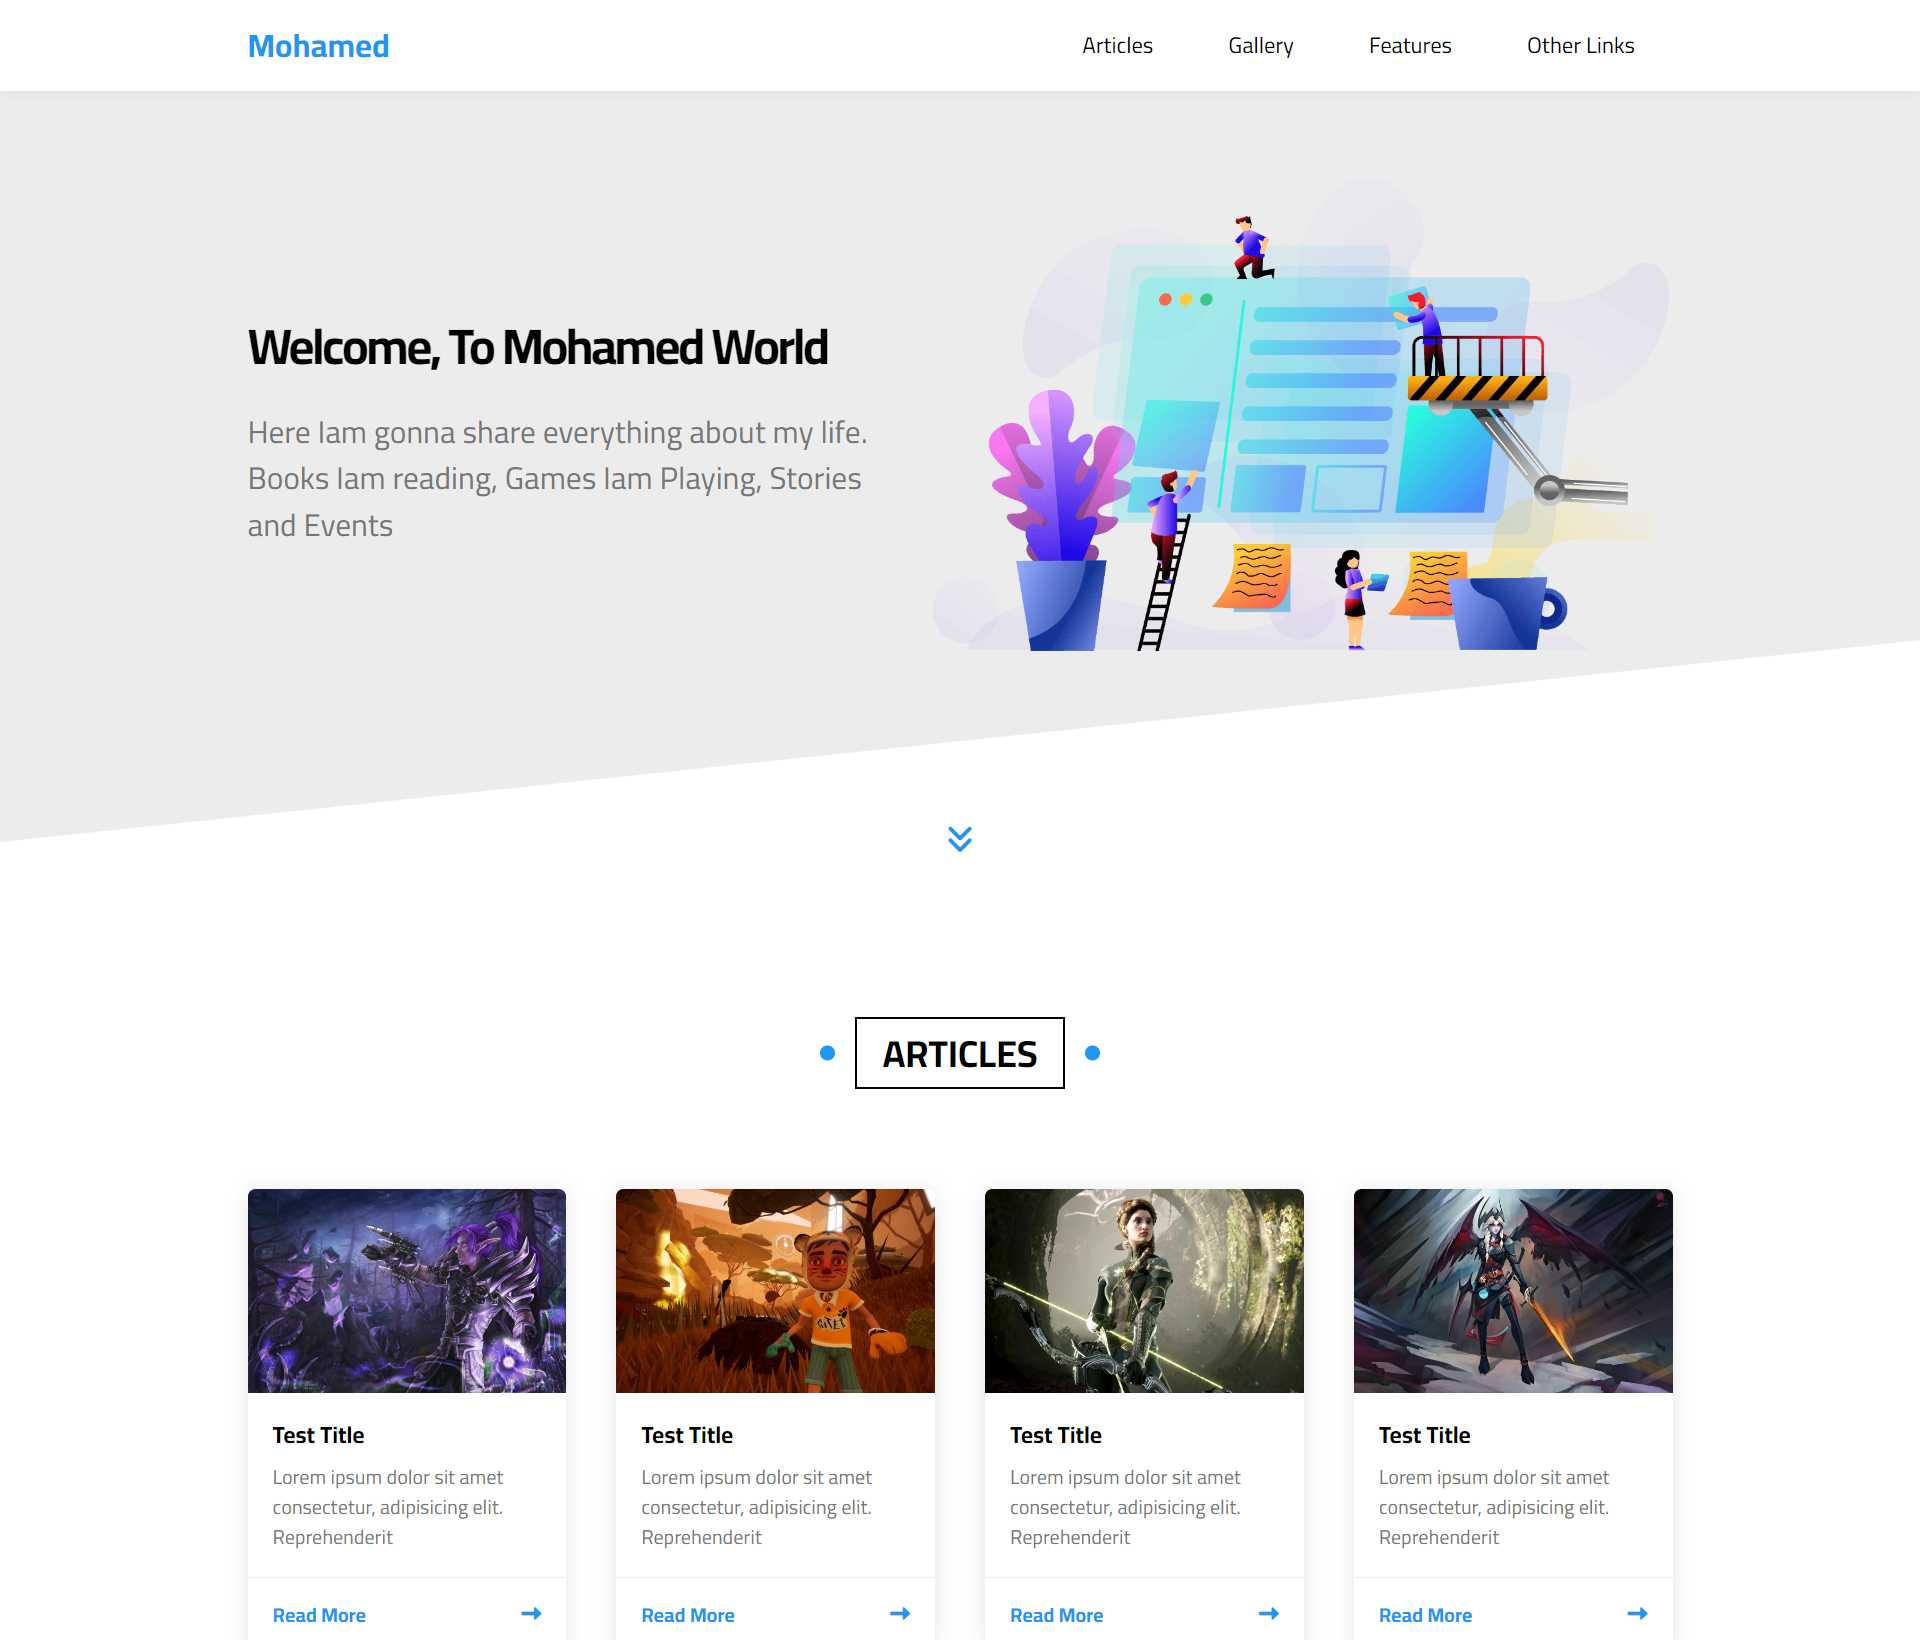 Mohamed
Articles
Gallery
Features
Other Links
Welcome, To Mohamed World
Here Iam gonna share everything about my life.
Books Iam reading, Games Iam Playing, Stories
and Events
ARTICLES
Test Title
Lorem ipsum dolor sit amet
consectetur, adipisicing elit.
Reprehenderit
Read More
Test Title
Lorem ipsum dolor sit amet
consectetur, adipisicing elit.
Reprehenderit
Read More
Test Title
Lorem ipsum dolor sit amet
consectetur, adipisicing elit.
Reprehenderit
Read More
Test Title
Lorem ipsum dolor sit amet
consectetur, adipisicing elit.
Reprehenderit
Read More